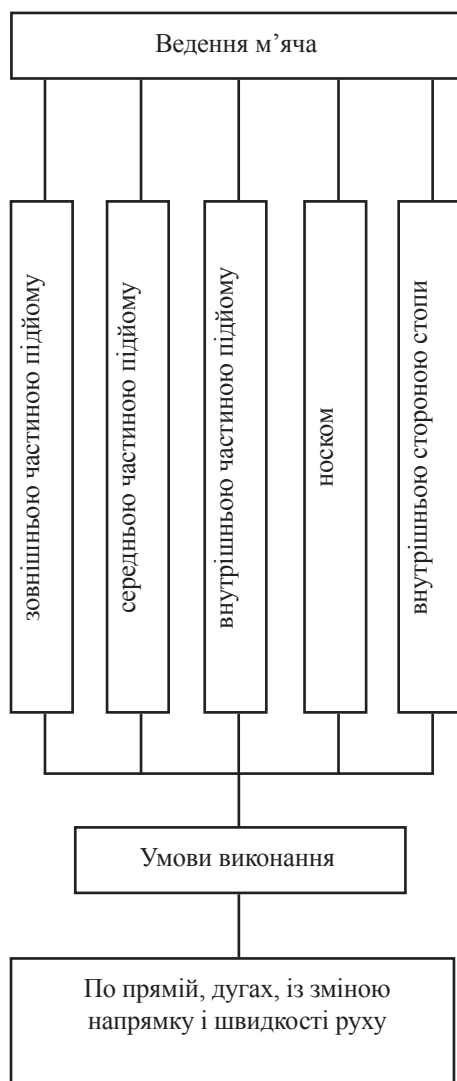 Ведення м’яча
зовнішньою частиною підйому
середньою частиною підйому
внутрішньою частиною підйому
носком
внутрішньою стороною стопи
Умови виконання
По прямій, дугах, із зміною
напрямку і швидкості руху